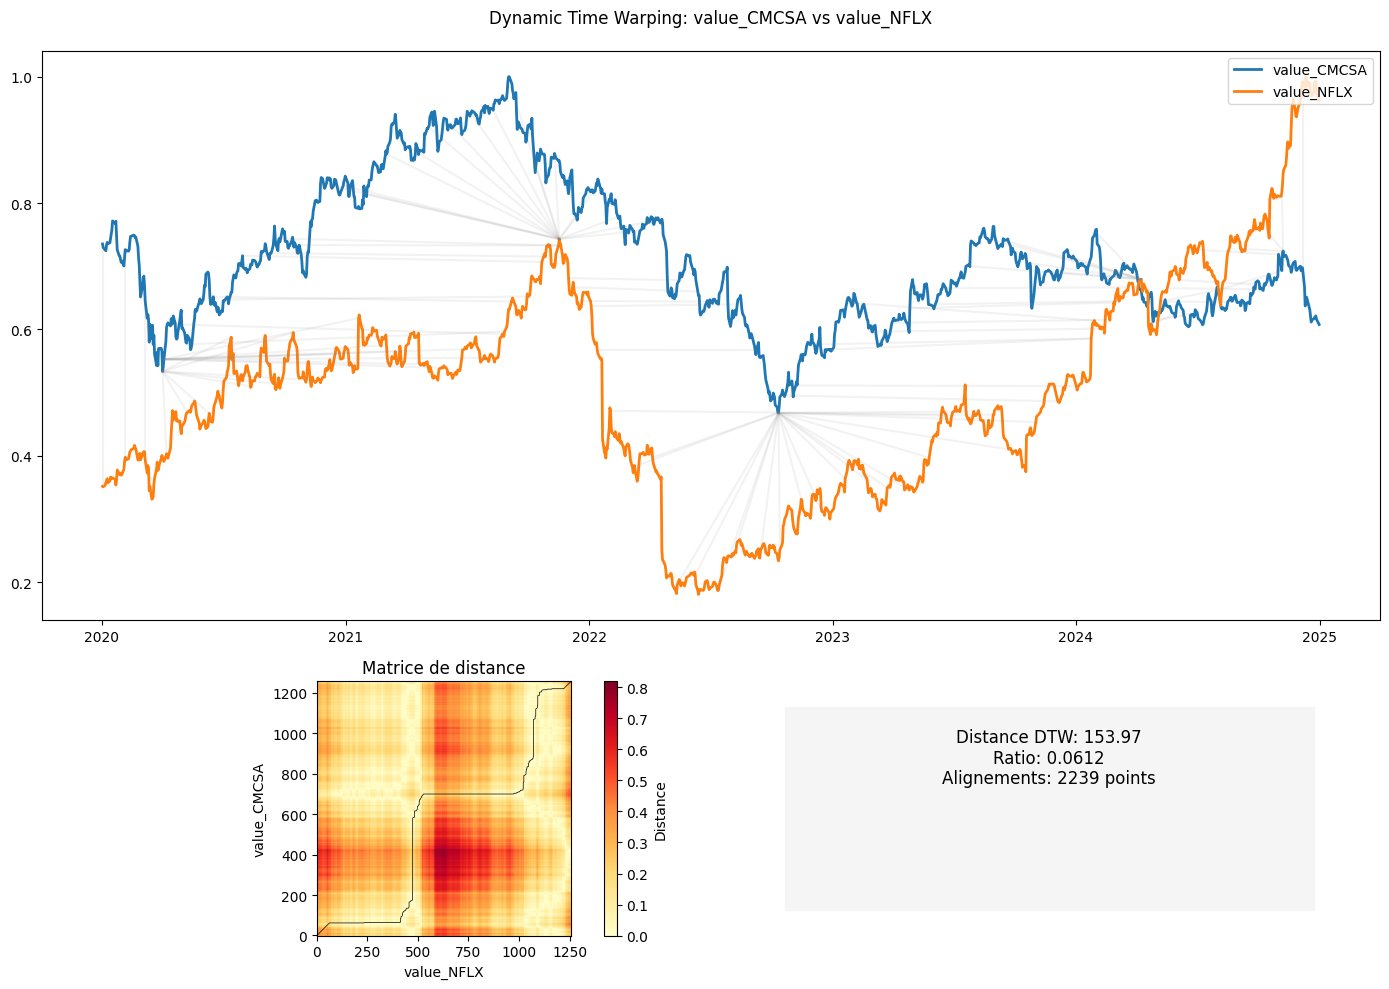 Dynamic Time Warping: value_CMCSA vs value_NFLX
value_CMCSA
value_NFLX
1.0
0.8
0.6
0.4
0.2
2020 2021 2022 2023 2024 2025
Matrice de distance
1200
1000
800
600
400
200
0
value_CMCSA
0 250 500 750 1000 1250
value_NFLX
0.8
0.7
0.6
0.5
0.4
0.3
0.2
0.1
0.0
Distance
Distance DTW: 153.97
Ratio: 0.0612
Alignements: 2239 points